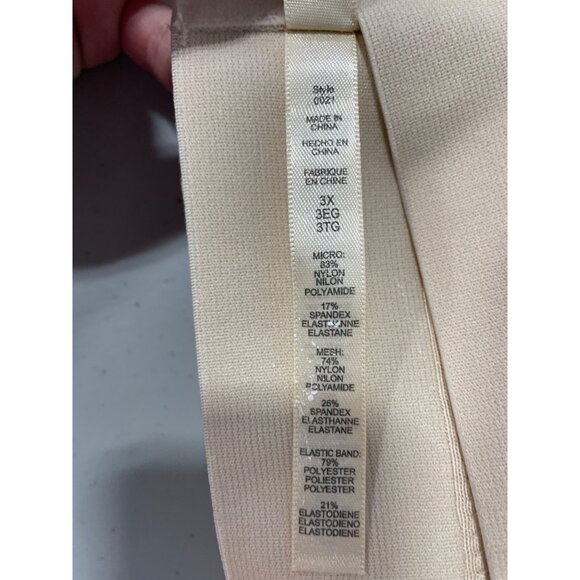 Style
0021
MADE IN
CHINA
HECHO EN
CHINA
FABRIQUE
EN CHINE
3X
3EG
3TG
MICRO:
83%
NYLON
NILON
POLYAMIDE
17%
SPANDEX
ELASTHANNE
ELASTANE
MESH:
74%
NYLON
NILON
POLYAMIDE
26%
SPANDEX
ELASTHANNE
ELASTANE
ELASTIC BAND:
79%
POLYESTER
POLIESTER
POLYESTER
21%
ELASTODIENE
ELASTODIENO
ELASTODIENE